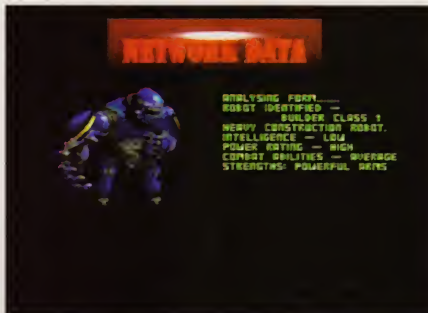 NETWORK DATA
ANALYSING FORM....
ROBOT IDENTIFIED –
BUILDER CLASS 1
HEAVY CONSTRUCTION ROBOT.
INTELLIGENCE – LOW
POWER RATING – HIGH
COMBAT ABILITIES – AVERAGE
STRENGTHS: POWERFUL ARMS